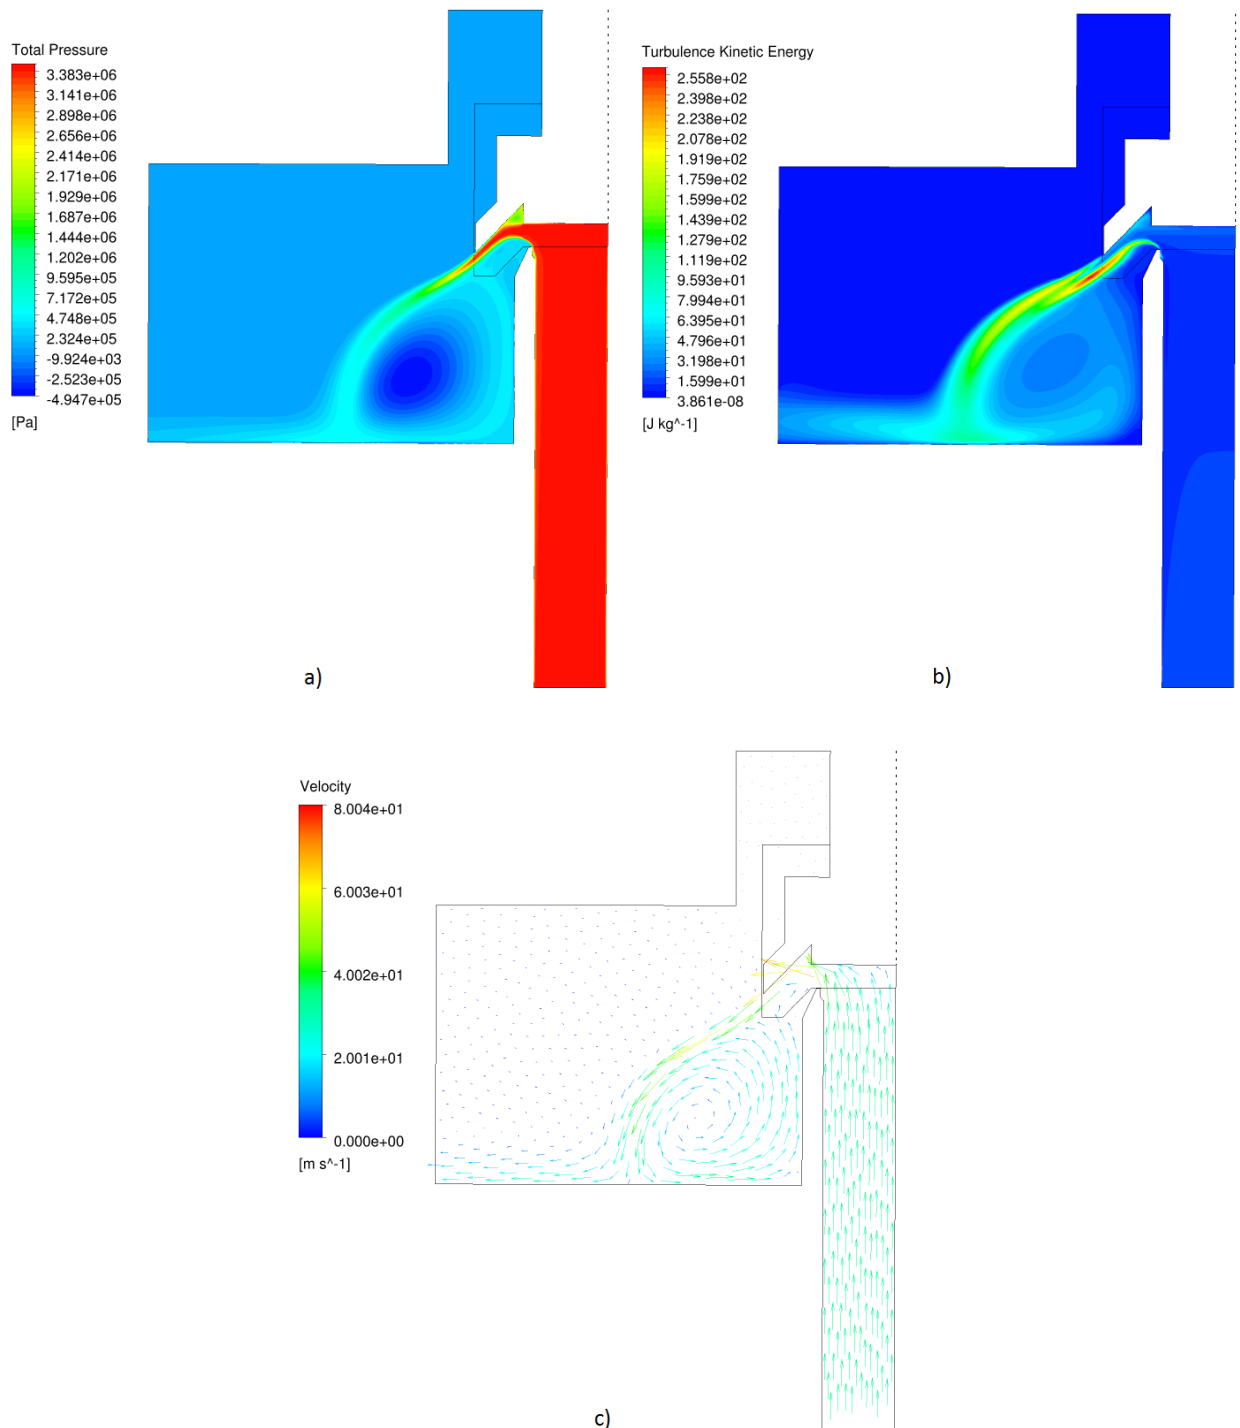 Total Pressure
3.383e+06
3.141e+06
2.898e+06
2.656e+06
2.414e+06
2.171e+06
1.929e+06
1.687e+06
1.444e+06
1.202e+06
9.595e+05
7.172e+05
4.748e+05
2.324e+05
-9.924e+03
-2.523e+05
-4.947e+05
[Pa]
a)
Turbulence Kinetic Energy
2.558e+02
2.398e+02
2.238e+02
2.078e+02
1.919e+02
1.759e+02
1.599e+02
1.439e+02
1.279e+02
1.119e+02
9.593e+01
7.994e+01
6.395e+01
4.796e+01
3.198e+01
1.599e+01
3.861e-08
[J kg^-1]
b)
Velocity
8.004e+01
6.003e+01
4.002e+01
2.001e+01
0.000e+00
[m s^-1]
c)